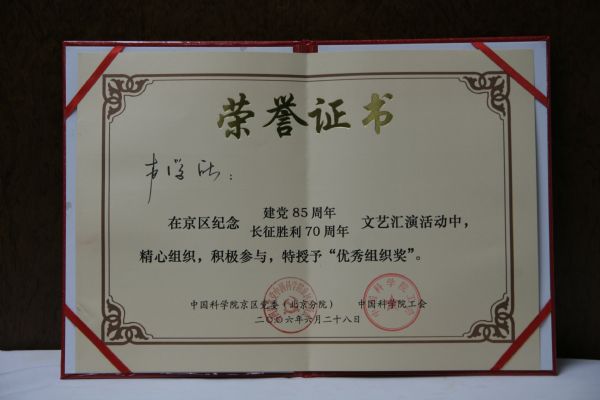 荣誉证书
声学所：
在京区纪念 建党85周年 文艺汇演活动中，
长征胜利70周年
精心组织，积极参与，特授予“优秀组织奖”。
中国科学院京区党委（北京分院） 中国科学院工会
二〇〇六年六月二十八日